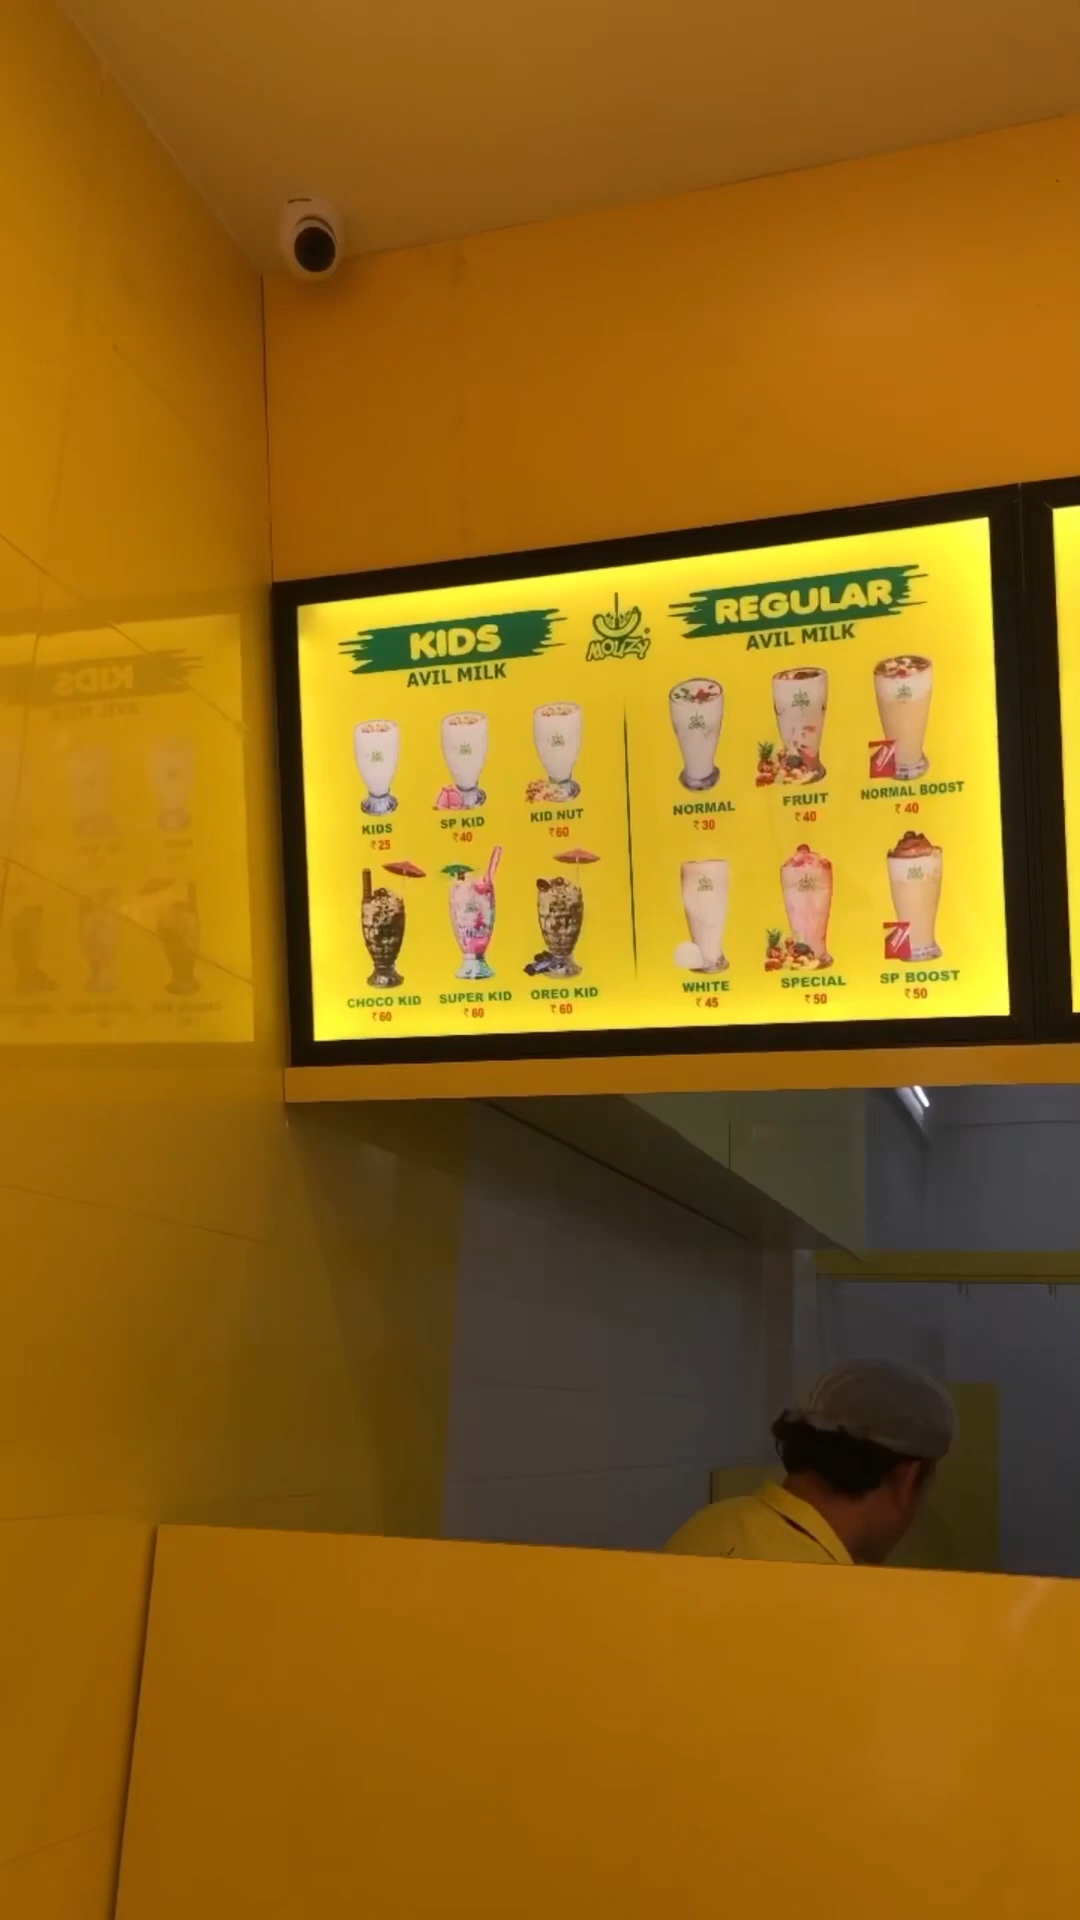 KIDS
AVIL MILK
MOUZY
REGULAR
AVIL MILK
KIDS
₹25
SP KID
₹40
KID NUT
₹60
CHOCO KID
₹60
SUPER KID
₹60
OREO KID
₹60
NORMAL
₹30
FRUIT
₹40
NORMAL BOOST
₹40
WHITE
₹45
SPECIAL
₹50
SP BOOST
₹50